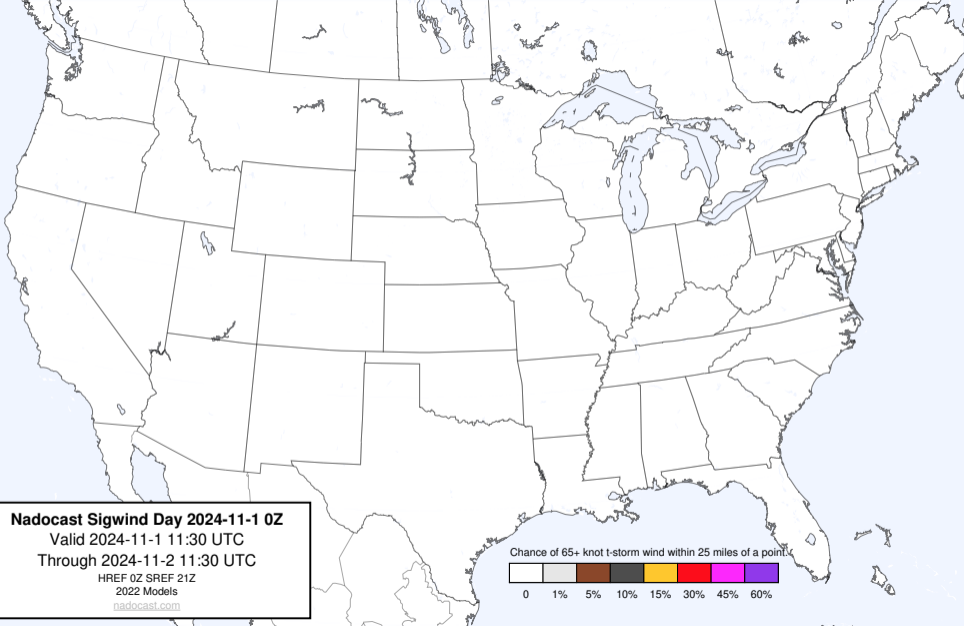 Nadocast Sigwind Day 2024-11-1 0Z
Valid 2024-11-1 11:30 UTC
Through 2024-11-2 11:30 UTC
HREF 0Z SREF 21Z
2022 Models
nadocast.com
Chance of 65+ knot t-storm wind within 25 miles of a point.
0 1% 5% 10% 15% 30% 45% 60%